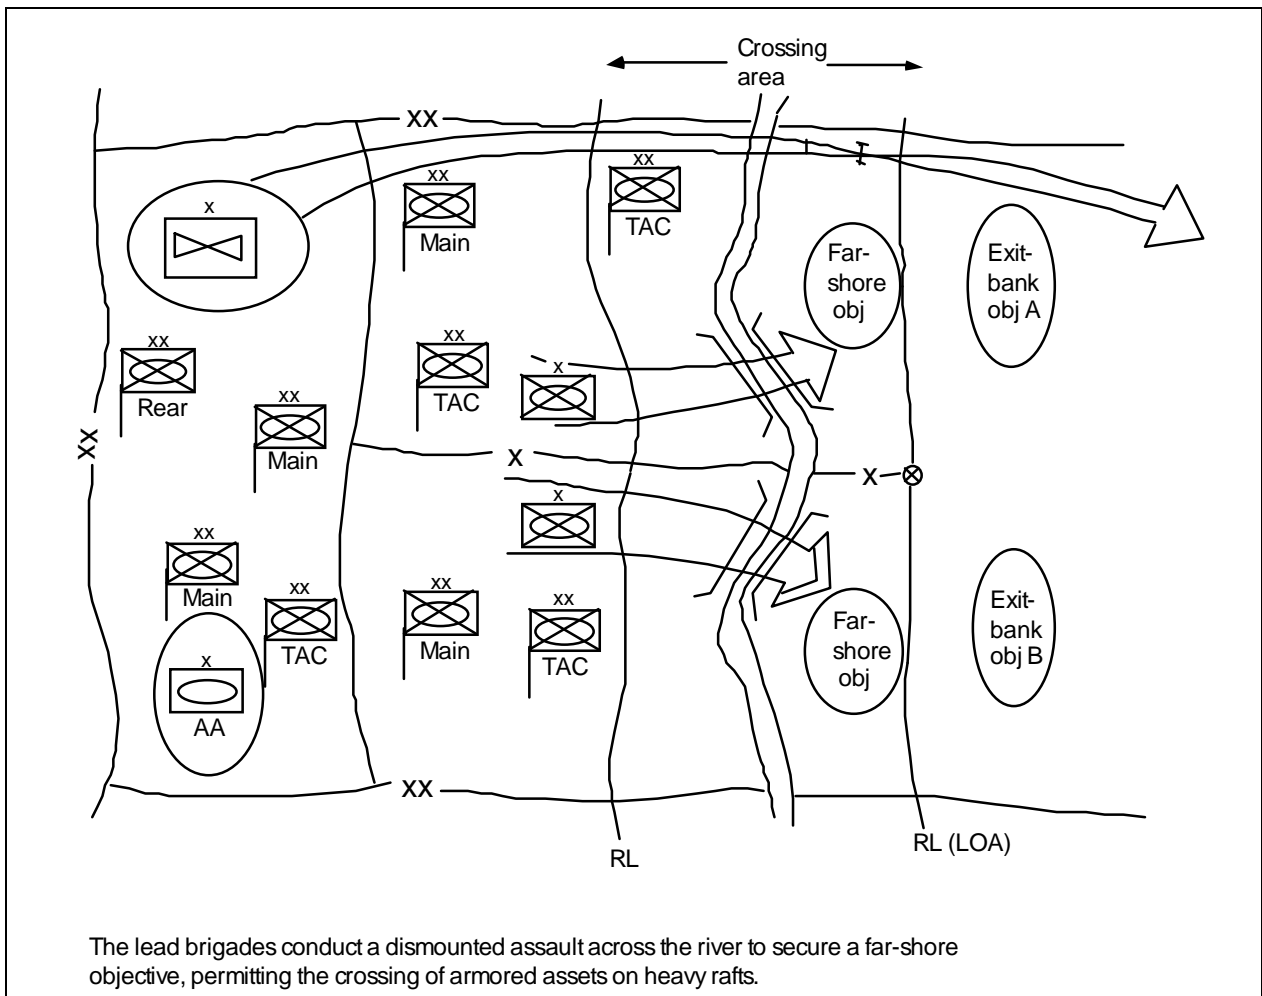 Crossing
area
XX
xx
xx
x
Main
TAC
Far-
shore
obj
Exit-
bank
obj A
xx
xx
Rear
TAC
x
xx
Main
XX
X
X
x
xx
Main
xx
TAC
xx
Main
xx
TAC
Far-
shore
obj
Exit-
bank
obj B
x
AA
XX
RL
RL (LOA)
The lead brigades conduct a dismounted assault across the river to secure a far-shore
objective, permitting the crossing of armored assets on heavy rafts.